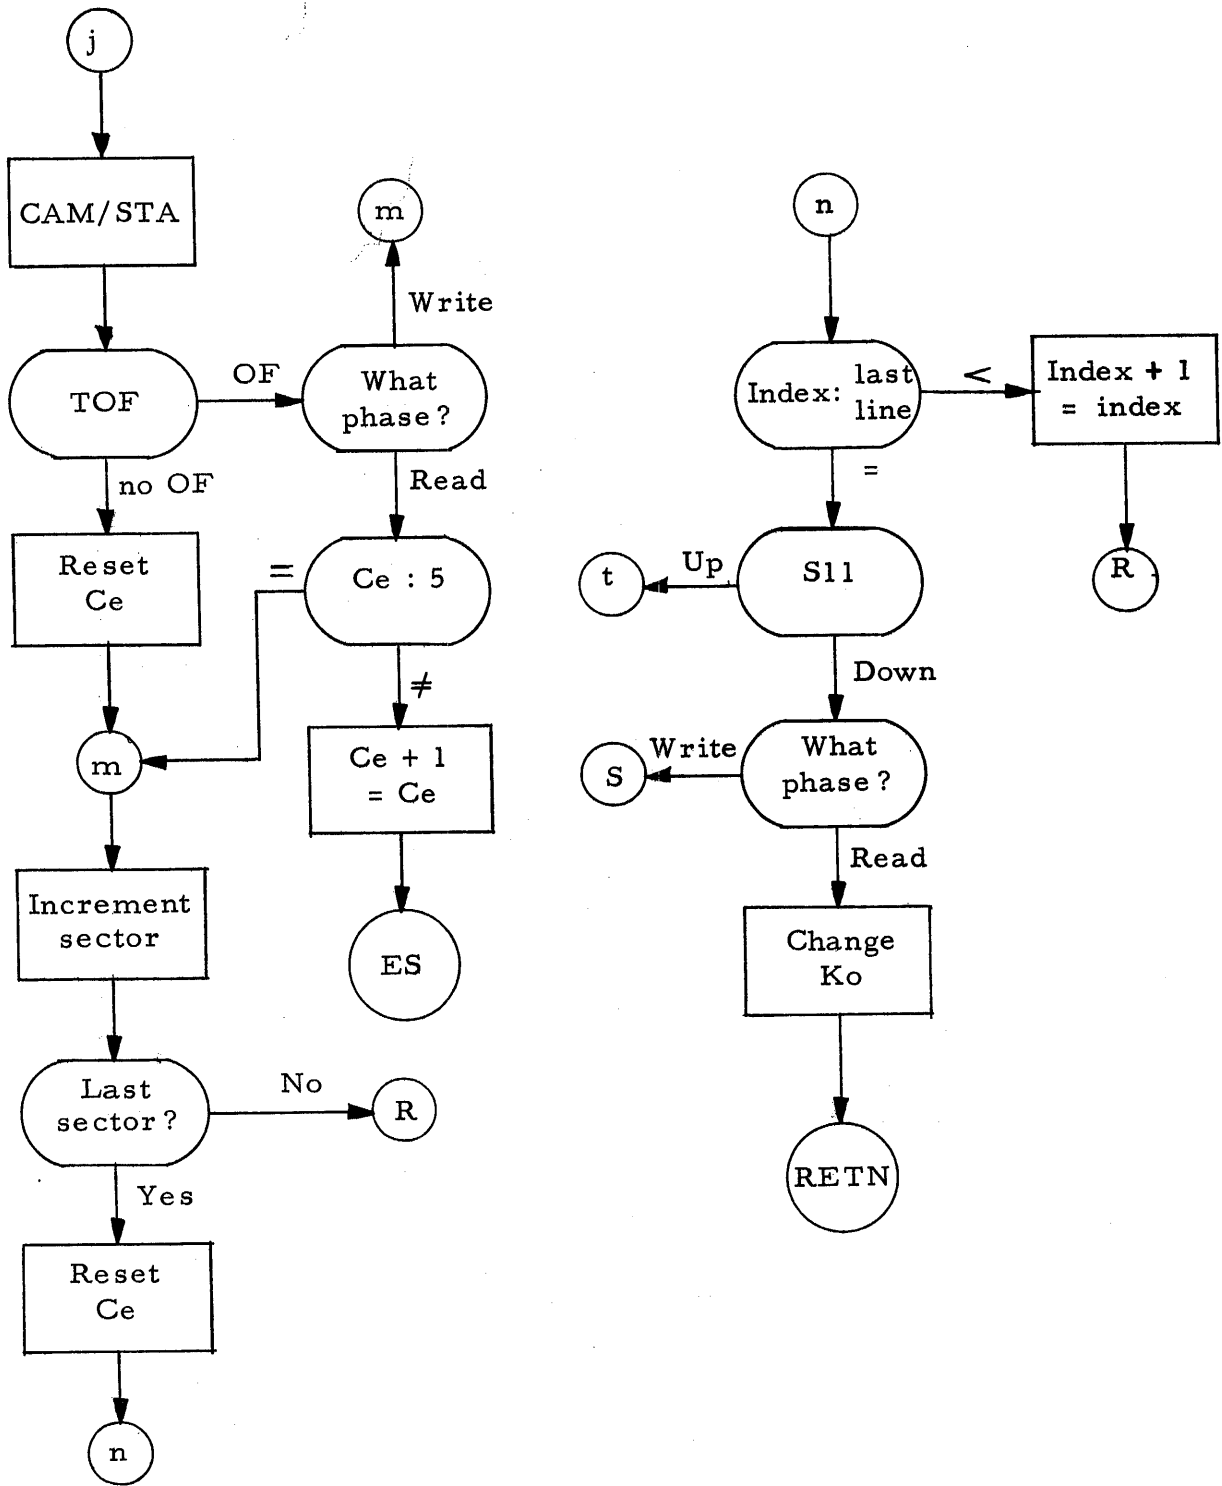 j
CAM/STA
TOF
OF
no OF
What
phase?
Write
m
Read
Reset
Ce
=
Ce : 5
≠
Ce + 1
= Ce
ES
m
Increment
sector
Last
sector?
No
R
Yes
Reset
Ce
n
n
Index: last
line
<
Index + 1
= index
R
=
S11
Up
t
Down
What
phase?
Write
S
Read
Change
Ko
RETN